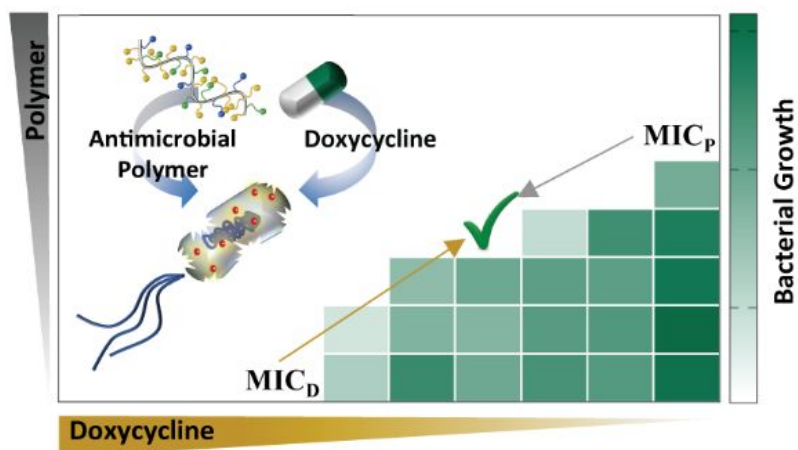 Polymer
Antimicrobial
Polymer
Doxycycline
MICP
MICD
Bacterial Growth
Doxycycline